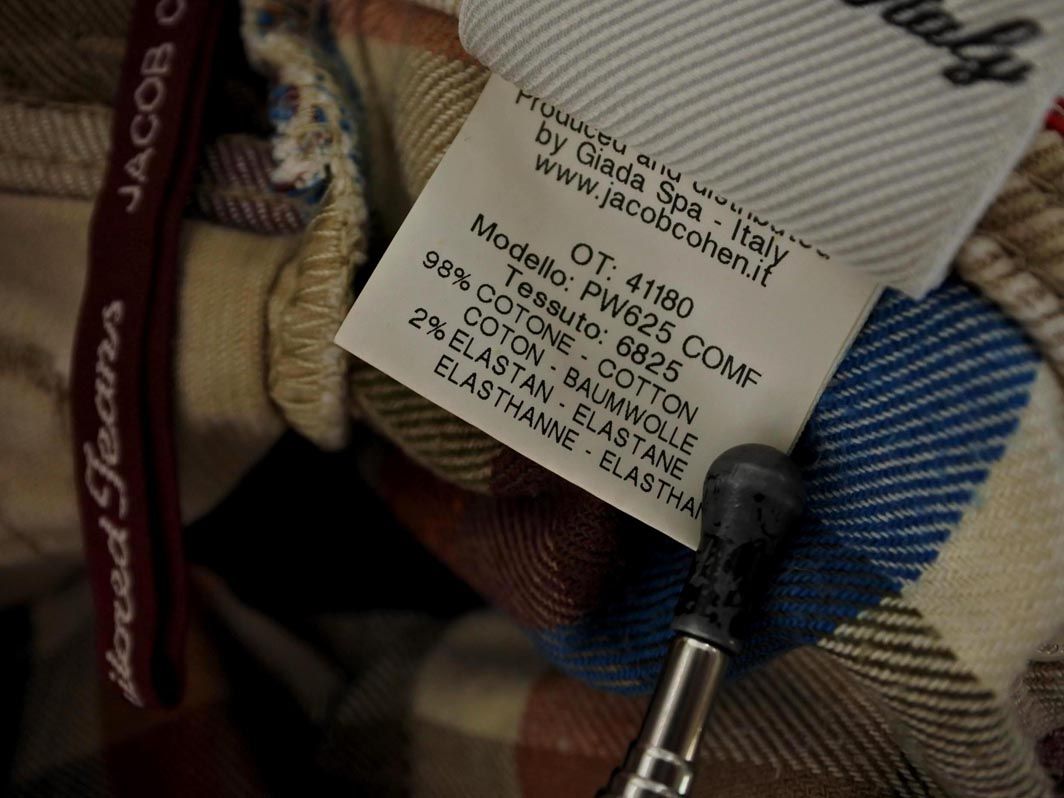 Italy
Produced and distributed
by Giada Spa - Italy
www.jacobcohen.it
OT: 41180
Modello: PW625 COMF
Tessuto: 6825
98% COTONE - COTTON
COTON - BAUMWOLLE
2% ELASTAN - ELASTANE
ELASTHANNE - ELASTHAN
JACOB
Jeans